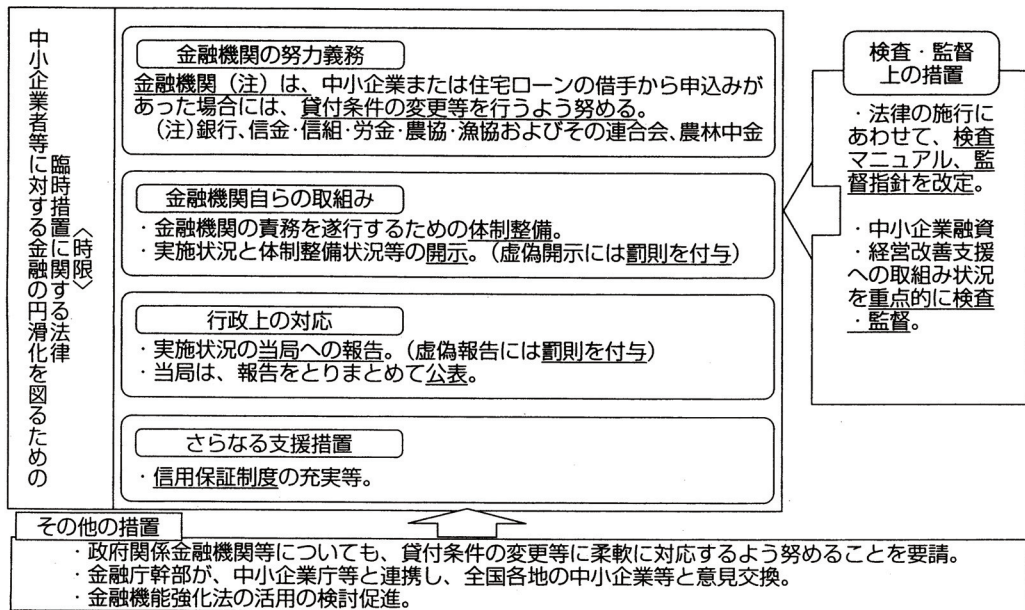 中小企業者等に対する金融の円滑化を図るための
臨時措置に関する法律
〈時限〉
金融機関の努力義務
金融機関（注）は、中小企業または住宅ローンの借手から申込みが
あった場合には、貸付条件の変更等を行うよう努める。
（注）銀行、信金・信組・労金・農協・漁協およびその連合会、農林中金
金融機関自らの取組み
・金融機関の責務を遂行するための体制整備。
・実施状況と体制整備状況等の開示。（虚偽開示には罰則を付与）
行政上の対応
・実施状況の当局への報告。（虚偽報告には罰則を付与）
・当局は、報告をとりまとめて公表。
さらなる支援措置
・信用保証制度の充実等。
検査・監督
上の措置
・法律の施行に
あわせて、検査
マニュアル、監
督指針を改定。
・中小企業融資
・経営改善支援
への取組み状況
を重点的に検査
・監督。
その他の措置
・政府関係金融機関等についても、貸付条件の変更等に柔軟に対応するよう努めることを要請。
・金融庁幹部が、中小企業庁等と連携し、全国各地の中小企業等と意見交換。
・金融機能強化法の活用の検討促進。